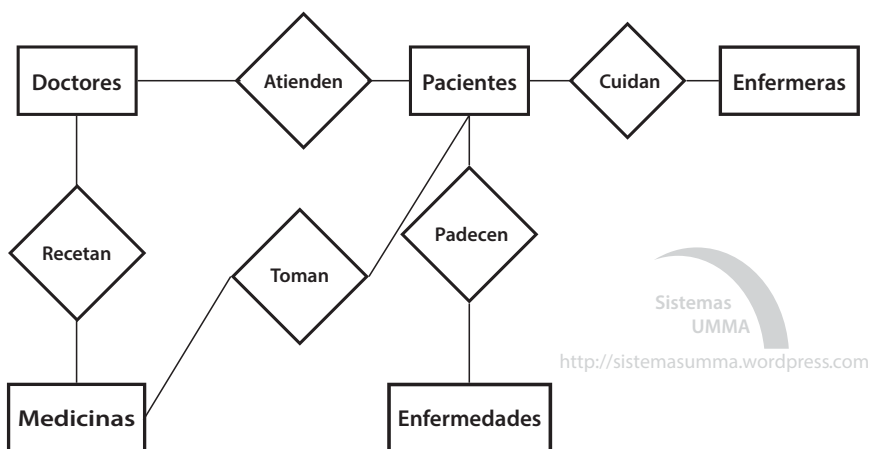 Doctores
Atienden
Pacientes
Cuidan
Enfermeras
Recetan
Toman
Padecen
Sistemas
UMMA
http://sistemasumma.wordpress.com
Medicinas
Enfermedades